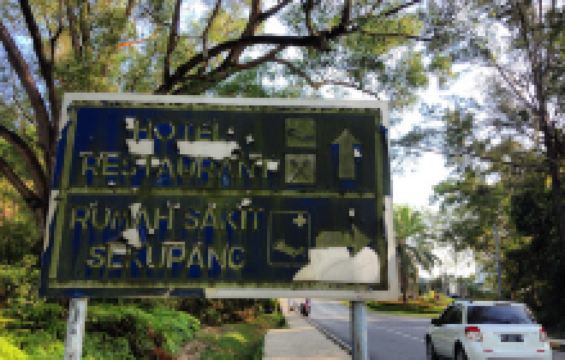 HOTEL
RESTAURANT
RUMAH SAKIT
SEKUPANG